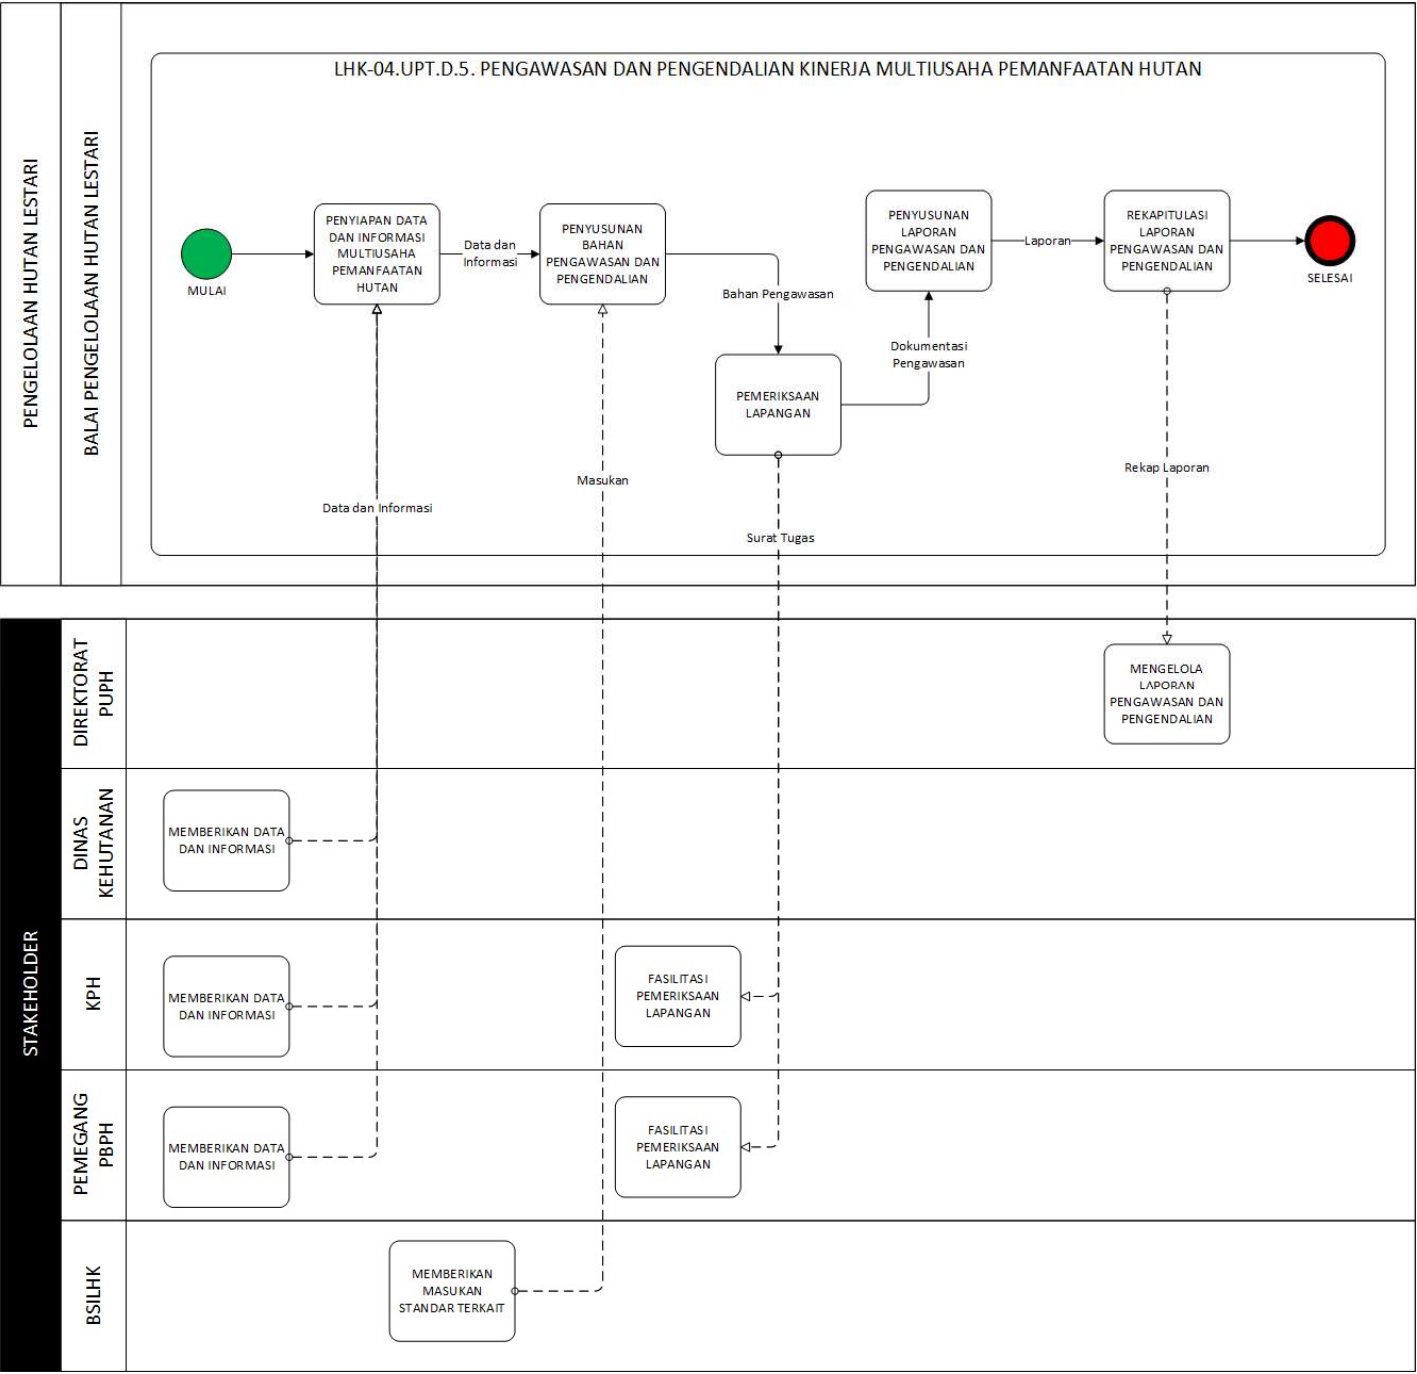 PENGELOLAAN HUTAN LESTARI
BALAI PENGELOLAAN HUTAN LESTARI
LHK-04.UPT.D.5. PENGAWASAN DAN PENGENDALIAN KINERJA MULTIUSAHA PEMANFAATAN HUTAN
MULAI
PENYIAPAN DATA
DAN INFORMASI
MULTIUSAHA
PEMANFAATAN
HUTAN
Data dan
Informasi
PENYUSUNAN
BAHAN
PENGAWASAN DAN
PENGENDALIAN
Bahan Pengawasan
PEMERIKSAAN
LAPANGAN
Dokumentasi
Pengawasan
PENYUSUNAN
LAPORAN
PENGAWASAN DAN
PENGENDALIAN
Laporan
REKAPITULASI
LAPORAN
PENGAWASAN DAN
PENGENDALIAN
SELESAI
Data dan Informasi
Masukan
Surat Tugas
Rekap Laporan
STAKEHOLDER
DIREKTORAT
PUPH
MENGELOLA
LAPORAN
PENGAWASAN DAN
PENGENDALIAN
DINAS
KEHUTANAN
MEMBERIKAN DATA
DAN INFORMASI
KPH
MEMBERIKAN DATA
DAN INFORMASI
FASILITASI
PEMERIKSAAN
LAPANGAN
PEMEGANG
PBPH
MEMBERIKAN DATA
DAN INFORMASI
FASILITASI
PEMERIKSAAN
LAPANGAN
BSILHK
MEMBERIKAN
MASUKAN
STANDAR TERKAIT